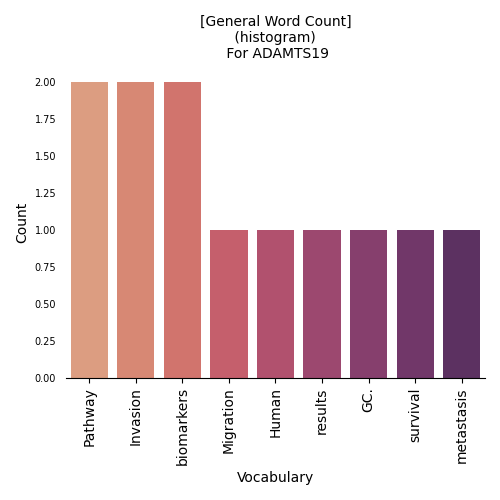 [General Word Count]
(histogram)
For ADAMTS19
2.00
1.75
1.50
1.25
1.00
0.75
0.50
0.25
0.00
Count
Pathway
Invasion
biomarkers
Migration
Human
results
GC.
survival
metastasis
Vocabulary